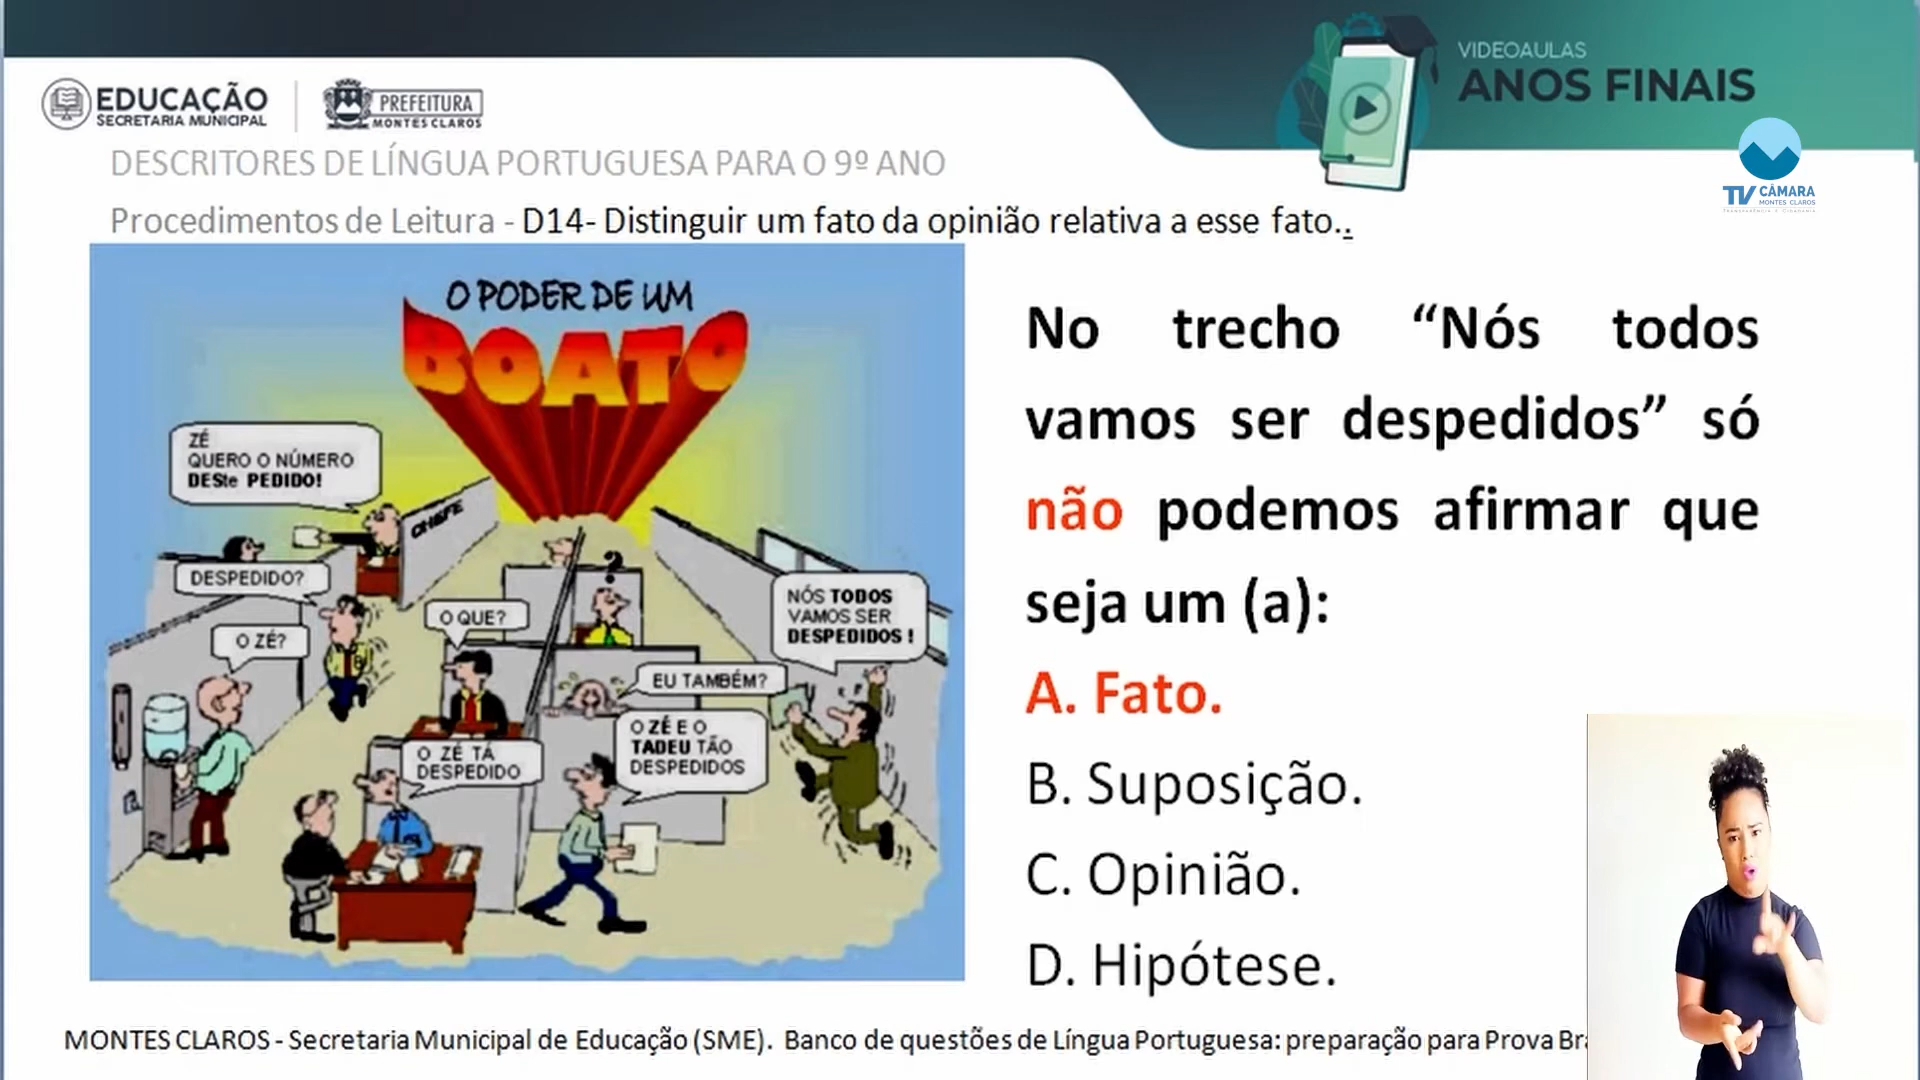 VIDEOAULAS
ANOS FINAIS
EDUCAÇÃO
SECRETARIA MUNICIPAL
PREFEITURA
MONTES CLAROS
TV CÂMARA
MONTES CLAROS
DESCRITORES DE LÍNGUA PORTUGUESA PARA O 9º ANO
Procedimentos de Leitura - D14- Distinguir um fato da opinião relativa a esse fato..
O PODER DE UM
BOATO
ZÉ
QUERO O NÚMERO
DESte PEDIDO!
CHEFE
DESPEDIDO?
O ZÉ?
O QUE?
?
NÓS TODOS
VAMOS SER
DESPEDIDOS !
EU TAMBÉM?
O ZÉ TÁ
DESPEDIDO
O ZÉ E O
TADEU TÃO
DESPEDIDOS
No trecho “Nós todos
vamos ser despedidos” só
não podemos afirmar que
seja um (a):
A. Fato.
B. Suposição.
C. Opinião.
D. Hipótese.
MONTES CLAROS - Secretaria Municipal de Educação (SME). Banco de questões de Língua Portuguesa: preparação para Prova Bra